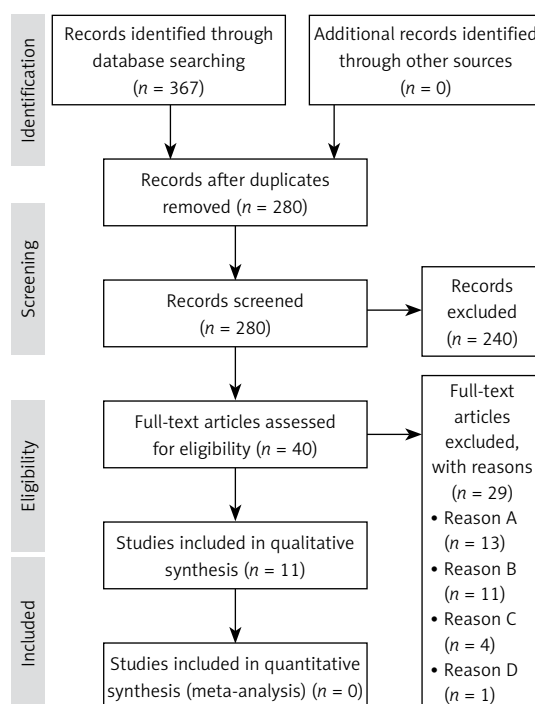 Identification
Records identified through
database searching
(n = 367)
Additional records identified
through other sources
(n = 0)
Records after duplicates
removed (n = 280)
Screening
Records screened
(n = 280)
Records
excluded
(n = 240)
Eligibility
Full-text articles assessed
for eligibility (n = 40)
Full-text
articles
excluded,
with reasons
(n = 29)
• Reason A
(n = 13)
• Reason B
(n = 11)
• Reason C
(n = 4)
• Reason D
(n = 1)
Studies included in qualitative
synthesis (n = 11)
Included
Studies included in quantitative
synthesis (meta-analysis) (n = 0)